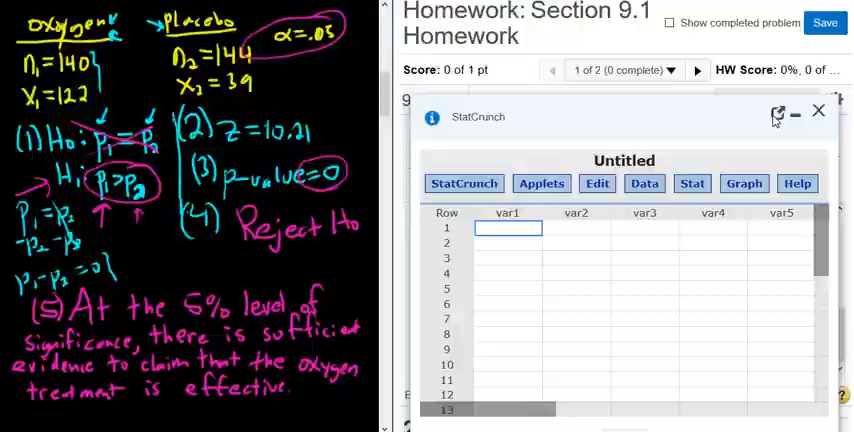 oxygen
placebo
α=.05
n₁=140
n₂=144
x₁=122
x₂=39
(1) H₀: p₁=p₂
H₁: p₁>p₂
p₁=p₂
-p₂ -p₂
p₁-p₂=0
(2) z=10.21
(3) p-value=0
(4) Reject H₀
(5) At the 5% level of
significance, there is sufficient
evidence to claim that the oxygen
treatment is effective.
Homework: Section 9.1
Homework
Show completed problem
Save
Score: 0 of 1 pt
1 of 2 (0 complete)
HW Score: 0%, 0 of ...
StatCrunch
Untitled
StatCrunch Applets Edit Data Stat Graph Help
Row var1 var2 var3 var4 var5
1
2
3
4
5
6
7
8
9
10
11
12
13